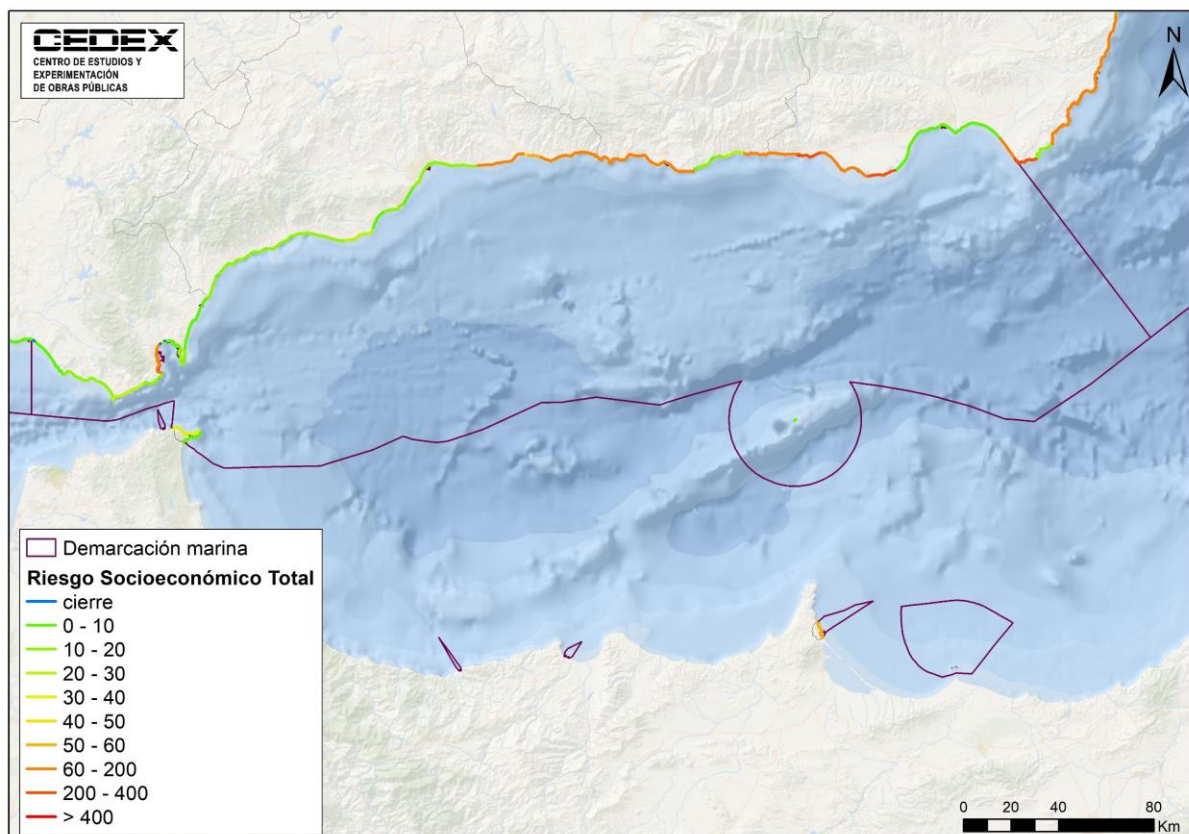 CEDEX
CENTRO DE ESTUDIOS Y
EXPERIMENTACIÓN
DE OBRAS PÚBLICAS
N
Demarcación marina
Riesgo Socioeconómico Total
cierre
0 - 10
10 - 20
20 - 30
30 - 40
40 - 50
50 - 60
60 - 200
200 - 400
> 400
0 20 40 80
Km